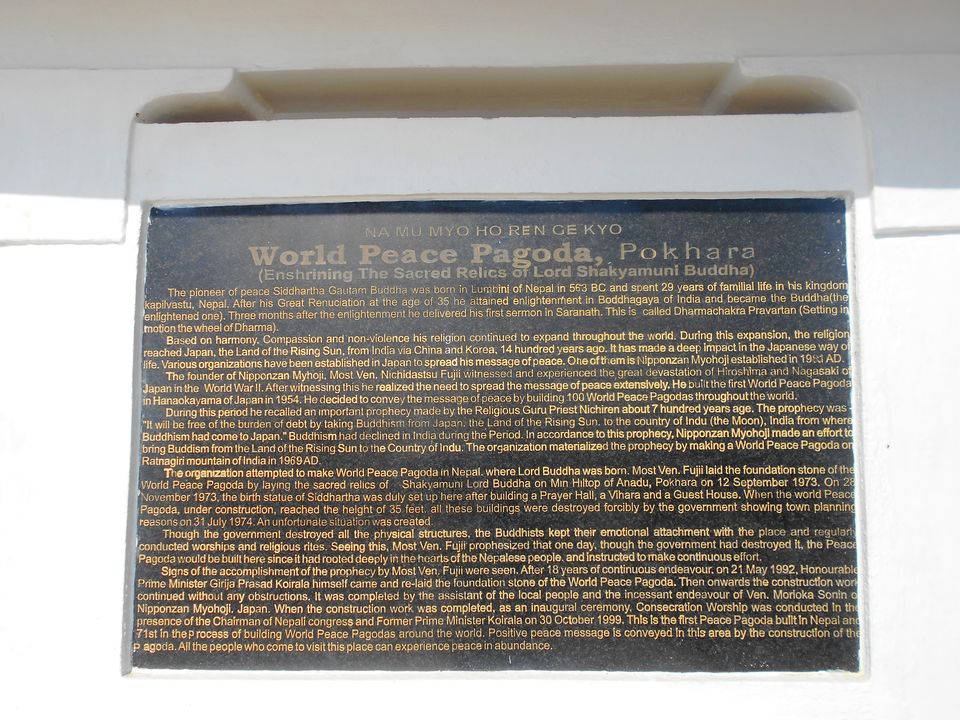 NA MU MYO HO REN GE KYO
World Peace Pagoda, Pokhara
(Enshrining The Sacred Relics of Lord Shakyamuni Buddha)
The pioneer of peace Siddhartha Gautam Buddha was born in Lumbini of Nepal in 563 BC and spent 29 years of familial life in his kingdom
kapilvastu, Nepal. After his Great Renuciation at the age of 35 he attained enlightenment in Boddhagaya of India and became the Buddha(the
enlightened one). Three months after the enlightenment he delivered his first sermon in Saranath. This is called Dharmachakra Pravartan (Setting in
motion the wheel of Dharma).
Based on harmony, Compassion and non-violence his religion continued to expand throughout the world. During this expansion, the religion
reached Japan, the Land of the Rising Sun, from India via China and Korea, 14 hundred years ago. It has made a deep impact in the Japanese way of
life. Various organizations have been established in Japan to spread his message of peace. One of them is Nipponzan Myohoji established in AD.
The founder of Nipponzan Myhoji, Most Ven. Nichidastsu Fujii witnessed and experienced the great devastation of Hiroshima and Nagasaki of
Japan in the World War II. After witnessing this he realized the need to spread the message of peace extensively. He built the first World Peace Pagoda
in Hanaokayama of Japan in 1954. He decided to convey the message of peace by building 100 World Peace Pagodas throughout the world.
During this period he recalled an important prophecy made by the Religious Guru Priest Nichiren about 7 hundred years ago. The prophecy was -
"It will be free of the burden of debt by taking Buddhism from Japan, the Land of the Rising Sun, to the country of Indu (the Moon), India from where
Buddhism had come to Japan." Buddhism had declined in India during the Period. In accordance to this prophecy, Nipponzan Myohoji made an effort to
bring Buddism from the Land of the Rising Sun to the Country of Indu. The organization materialized the prophecy by making a World Peace Pagoda on
Ratnagiri mountain of India in 1969 AD.
The organization attempted to make World Peace Pagoda in Nepal, where Lord Buddha was born. Most Ven. Fujii laid the foundation stone of the
World Peace Pagoda by laying the sacred relics of Shakyamuni Lord Buddha on Min Hiltop of Anadu, Pokhara on 12 September 1973. On 28
November 1973, the birth statue of Siddhartha was duly set up here after building a Prayer Hall, a Vihara and a Guest House. When the world Peace
Pagoda, under construction, reached the height of 35 feet, all these buildings were destroyed forcibly by the government showing town planning
reasons on 31 July 1974. An unfortunate situation was created.
Though the government destroyed all the physical structures, the Buddhists kept their emotional attachment with the place and regularly
conducted worships and religious rites. Seeing this, Most Ven. Fujii prophesized that one day, though the government had destroyed it, the Peace
Pagoda would be built here since it had rooted deeply in the hearts of the Nepalese people, and instructed to make continuous effort.
Signs of the accomplishment of the prophecy by Most Ven. Fujii were seen. After 18 years of continuous endeavour, on 21 May 1992, Honourable
Prime Minister Girija Prasad Koirala himself came and re-laid the foundation stone of the World Peace Pagoda. Then onwards the construction work
continued without any obstructions. It was completed by the assistant of the local people and the incessant endeavour of Ven. Morioka Sonin of
Nipponzan Myohoji, Japan. When the construction work was completed, as an inaugural ceremony, Consecration Worship was conducted in the
presence of the Chairman of Nepali congress and Former Prime Minister Koirala on 30 October 1999. This is the first Peace Pagoda built in Nepal and
71st in the process of building World Peace Pagodas around the world. Positive peace message is conveyed in this area by the construction of the
Pagoda. All the people who come to visit this place can experience peace in abundance.